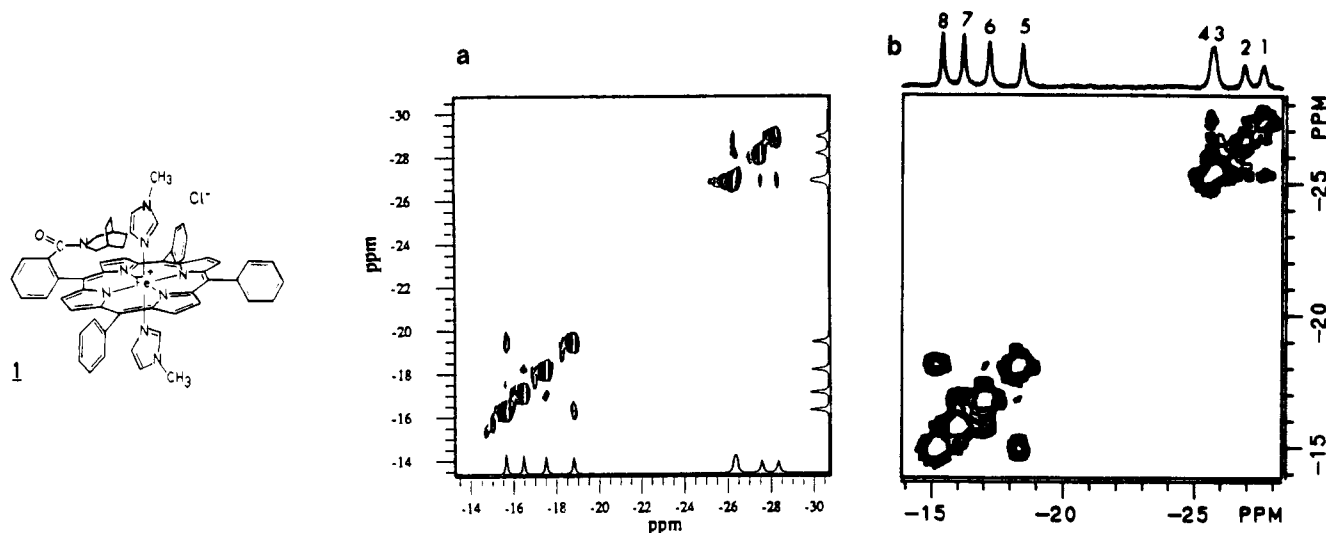 1
CH₃
N
N
Cl⁻
O
C
N
N
N
Fe
+
N
N
N
N
CH₃
a
ppm
-30
-28
-26
-24
-22
-20
-18
-16
-14
-14 -16 -18 -20 -22 -24 -26 -28 -30
ppm
b
8 7 6 5 4 3 2 1
PPM
-25
-20
-15
-15 -20 -25 PPM